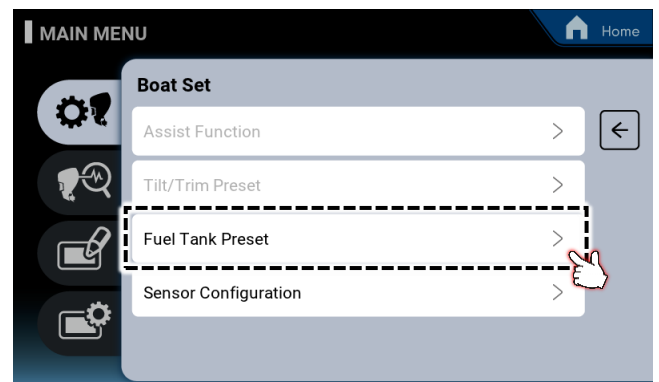 MAIN MENU
Home
Boat Set
Assist Function
Tilt/Trim Preset
Fuel Tank Preset
Sensor Configuration